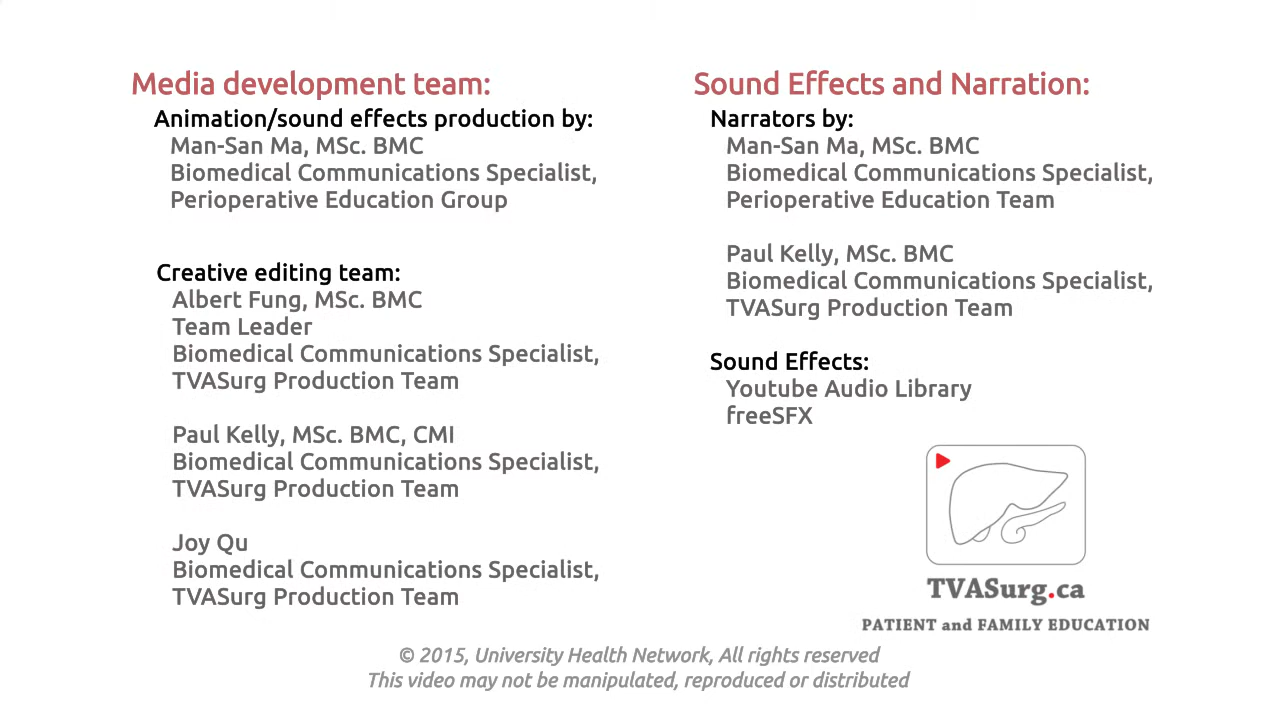 Media development team:
Animation/sound effects production by:
Man-San Ma, MSc. BMC
Biomedical Communications Specialist,
Perioperative Education Group
Creative editing team:
Albert Fung, MSc. BMC
Team Leader
Biomedical Communications Specialist,
TVASurg Production Team
Paul Kelly, MSc. BMC, CMI
Biomedical Communications Specialist,
TVASurg Production Team
Joy Qu
Biomedical Communications Specialist,
TVASurg Production Team
Sound Effects and Narration:
Narrators by:
Man-San Ma, MSc. BMC
Biomedical Communications Specialist,
Perioperative Education Team
Paul Kelly, MSc. BMC
Biomedical Communications Specialist,
TVASurg Production Team
Sound Effects:
Youtube Audio Library
freeSFX
TVASurg.ca
PATIENT and FAMILY EDUCATION
© 2015, University Health Network, All rights reserved
This video may not be manipulated, reproduced or distributed